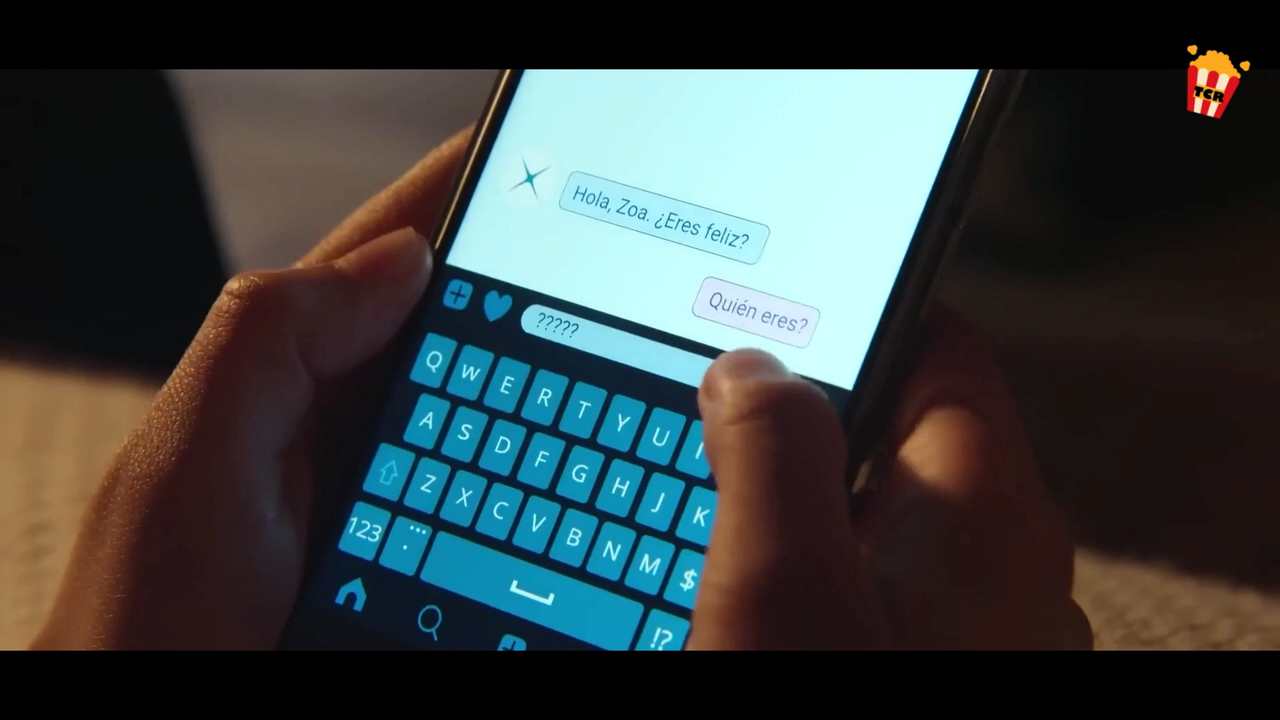 TCR
Hola, Zoa. ¿Eres feliz?
Quién eres?
?????
Q W E R T Y U I
A S D F G H J K
Z X C V B N M $
123 . !?